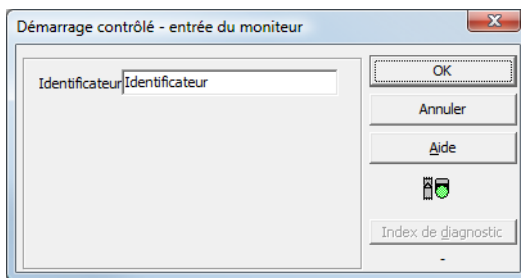 Démarrage contrôlé - entrée du moniteur
Identificateur Identificateur
OK
Annuler
Aide
Index de diagnostic
-